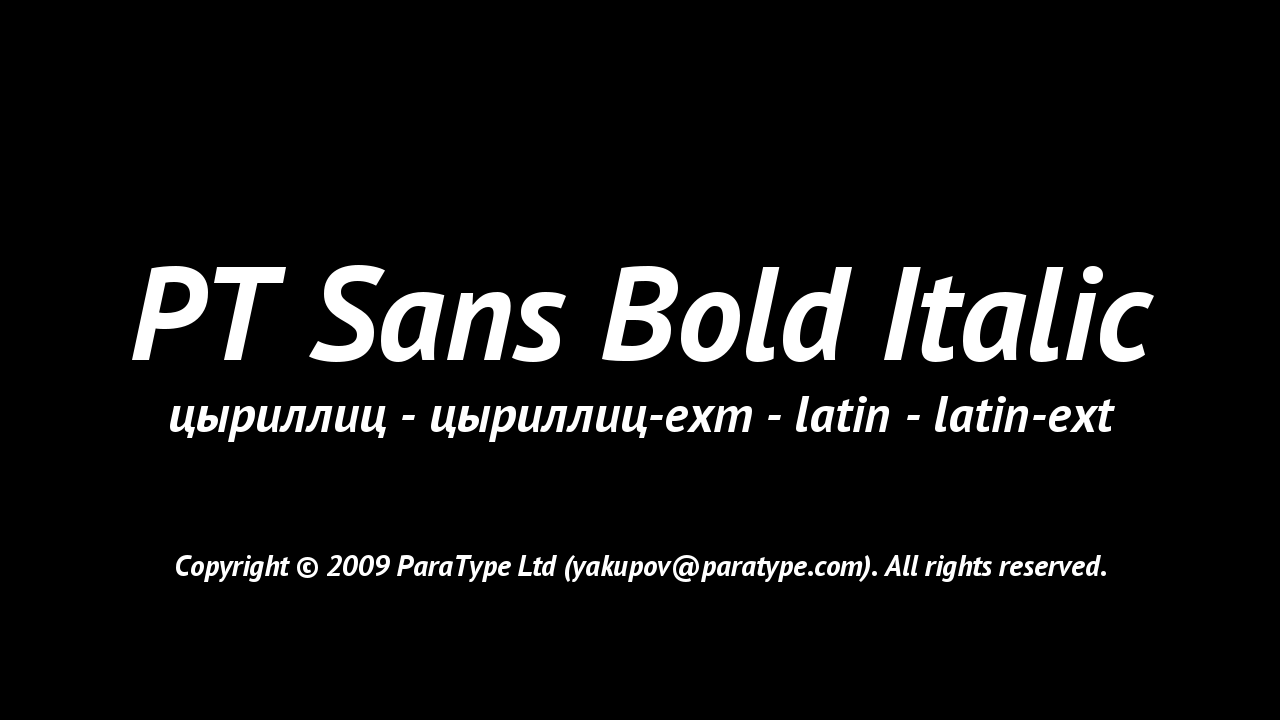 PT Sans Bold Italic
цыриллиц - цыриллиц-ехт - latin - latin-ext
Copyright © 2009 ParaType Ltd (yakupov@paratype.com). All rights reserved.